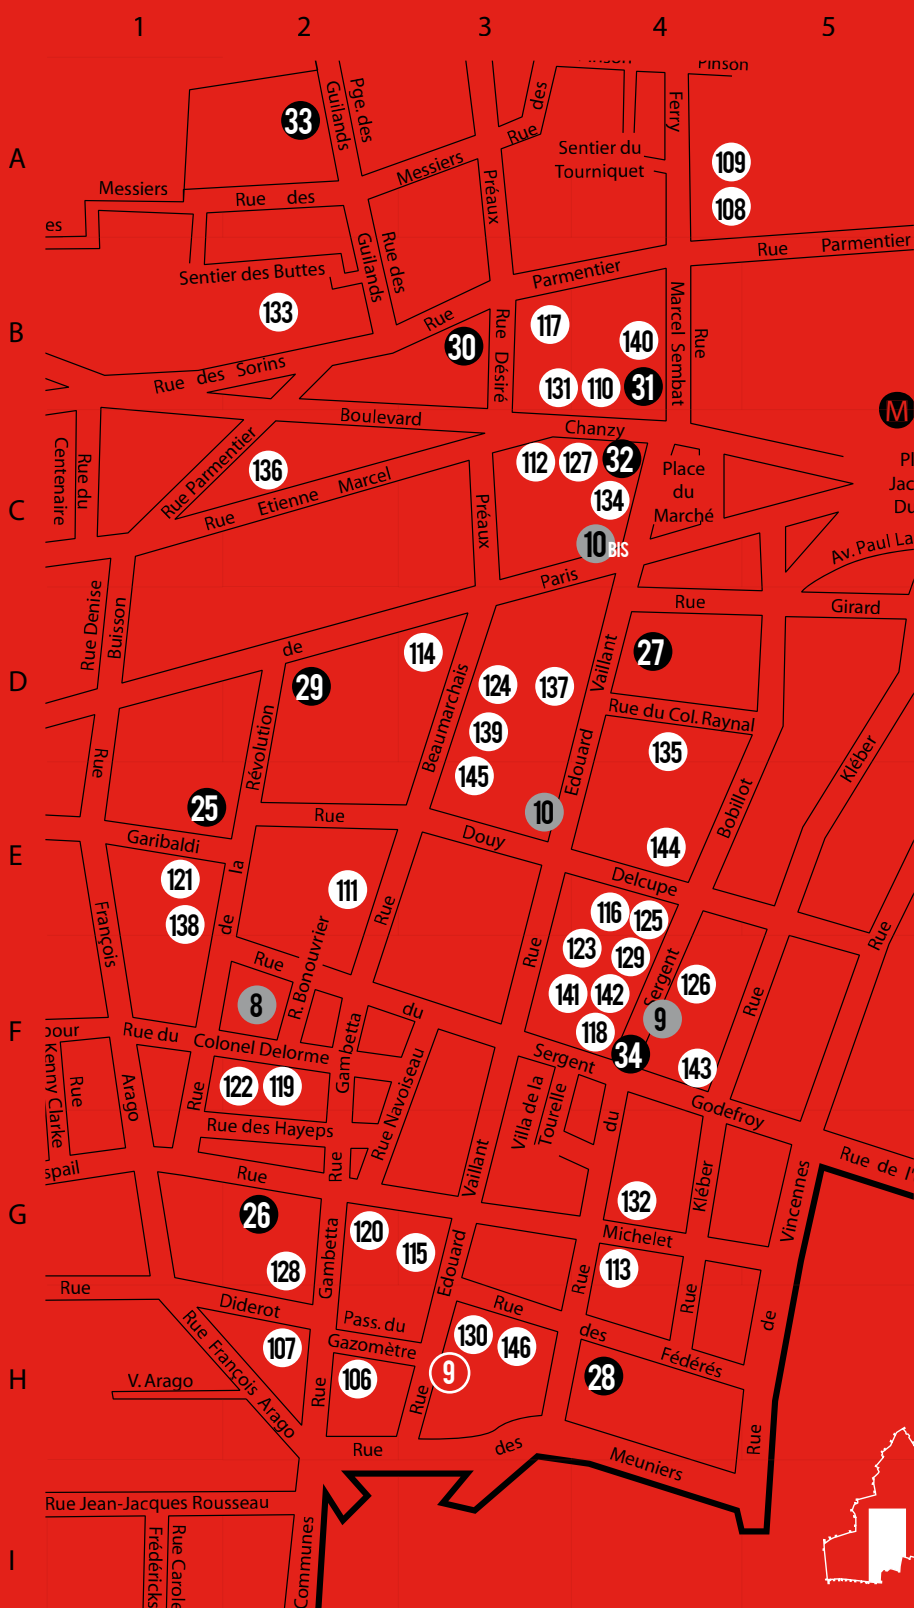 1 2 3 4 5
Pinson
Pge. des
Guilands
des
Rue
Ferry
33
A
Sentier du
Tourniquet
109
Messiers
Messiers
Rue des
Préaux
108
es
Rue Parmentier
Rue des
Guilands
Sentier des Buttes
Parmentier
133
B
Rue
30
Rue Désiré
117
140
Marcel Sembat
Rue
Rue des Sorins
131
110
31
M
Boulevard
Chanzy
Centenaire
Rue du
Rue Parmentier
136
112
127
32
Place
du
Marché
Rue Etienne Marcel
134
C
Préaux
10 BIS
Av. Paul La
Paris
Rue
Girard
Rue Denise
Buisson
de
114
Vaillant
27
D
29
124
137
Beaumarchais
Rue du Col. Raynal
139
135
Rue
Révolution
145
Edouard
Kléber
25
10
Bobillot
Rue
Garibaldi
Douy
144
E
121
la
111
Delcupe
138
de
Rue
116
125
François
R. Bonouvrier
Rue
123
129
Sergent
Rue
Rue
8
141
142
126
Rue
du
118
9
F
pour
Rue du
Colonel Delorme
Gambetta
Sergent
34
143
Kenny Clarke
Rue
Arago
Rue
122
119
Rue Navoiseau
Villa de la
Tourelle
du
Godefroy
Rue des Hayeps
Rue de l'
spail
Rue
Rue
Vaillant
Kléber
Vincennes
G
26
120
132
115
Michelet
128
Gambetta
Edouard
113
Rue
Rue
Rue
Diderot
Rue
Pass. du
Gazomètre
107
130
146
des
Fédérés
de
Rue François Arago
H
V. Arago
106
9
28
Rue
Rue
Rue
Rue
des
Meuniers
Rue Jean-Jacques Rousseau
I
Rue Carole
Communes